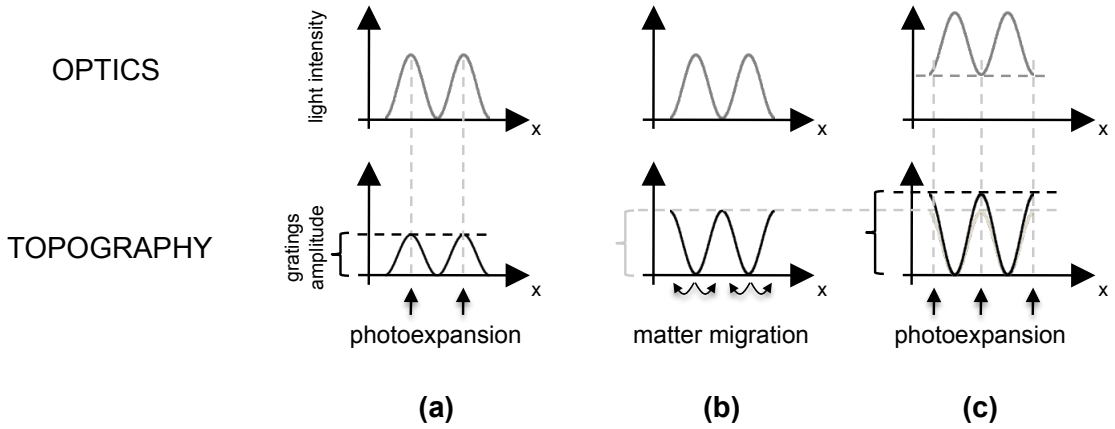 OPTICS
light intensity
x
x
x
TOPOGRAPHY
gratings
amplitude
x
x
x
photoexpansion
matter migration
photoexpansion
(a)
(b)
(c)